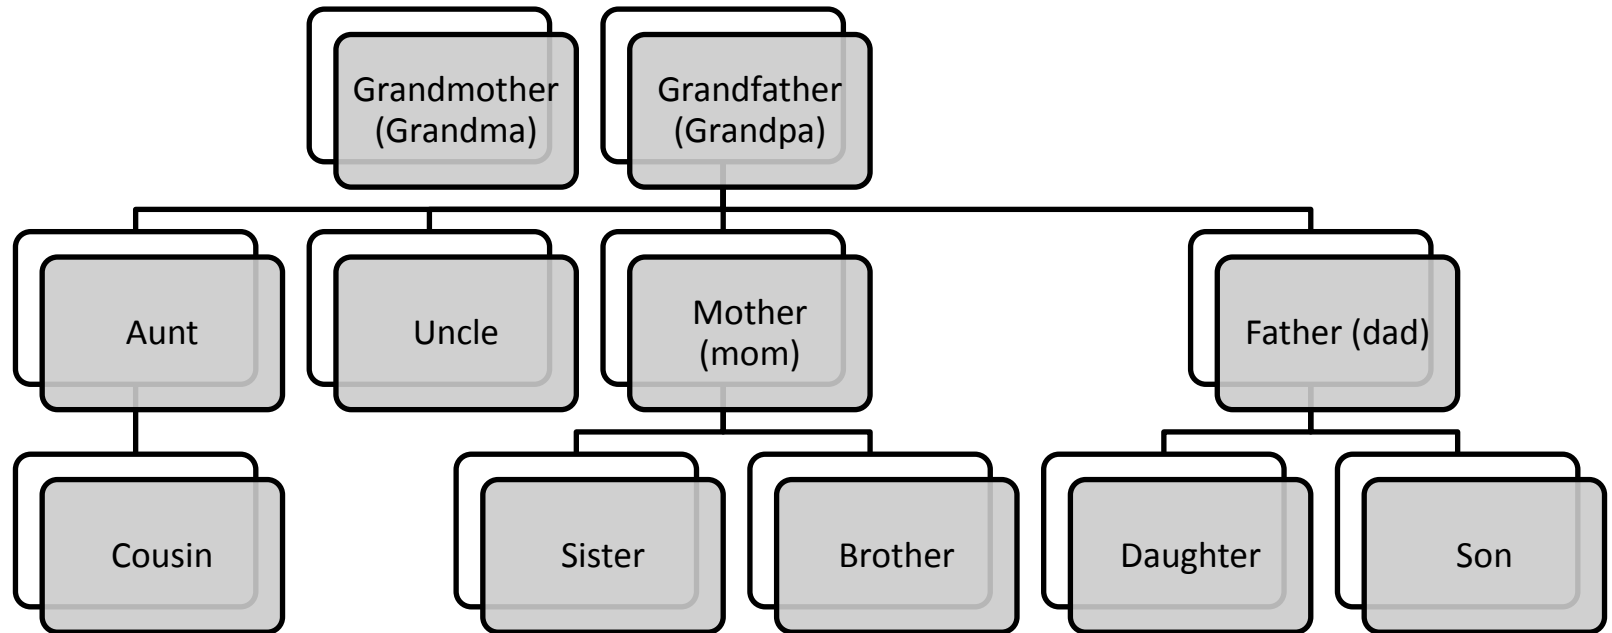 Grandmother
(Grandma)
Grandfather
(Grandpa)
Aunt
Uncle
Mother
(mom)
Father (dad)
Cousin
Sister
Brother
Daughter
Son